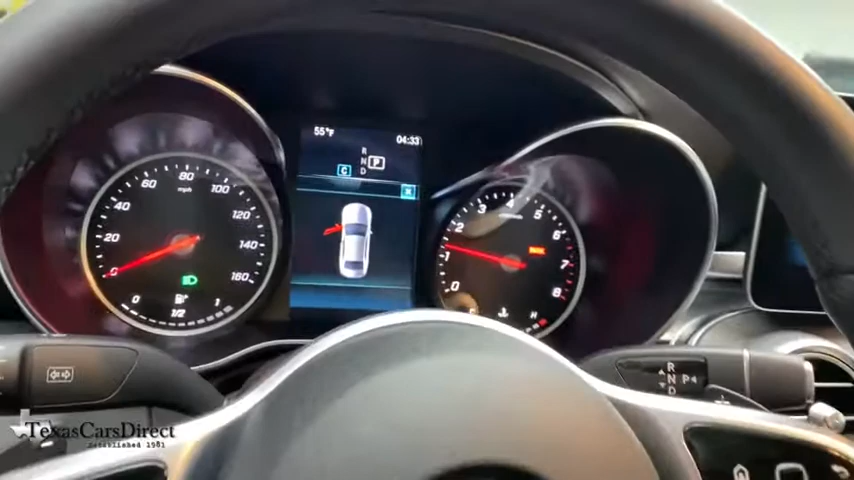 55°F
04:33
R
N P
D
C
20
40
60
80
100
120
140
160
mph
0
1/2
1
0
1
2
3
4
5
6
7
8
C
H
R
N P
D
TexasCarsDirect
Established 1981